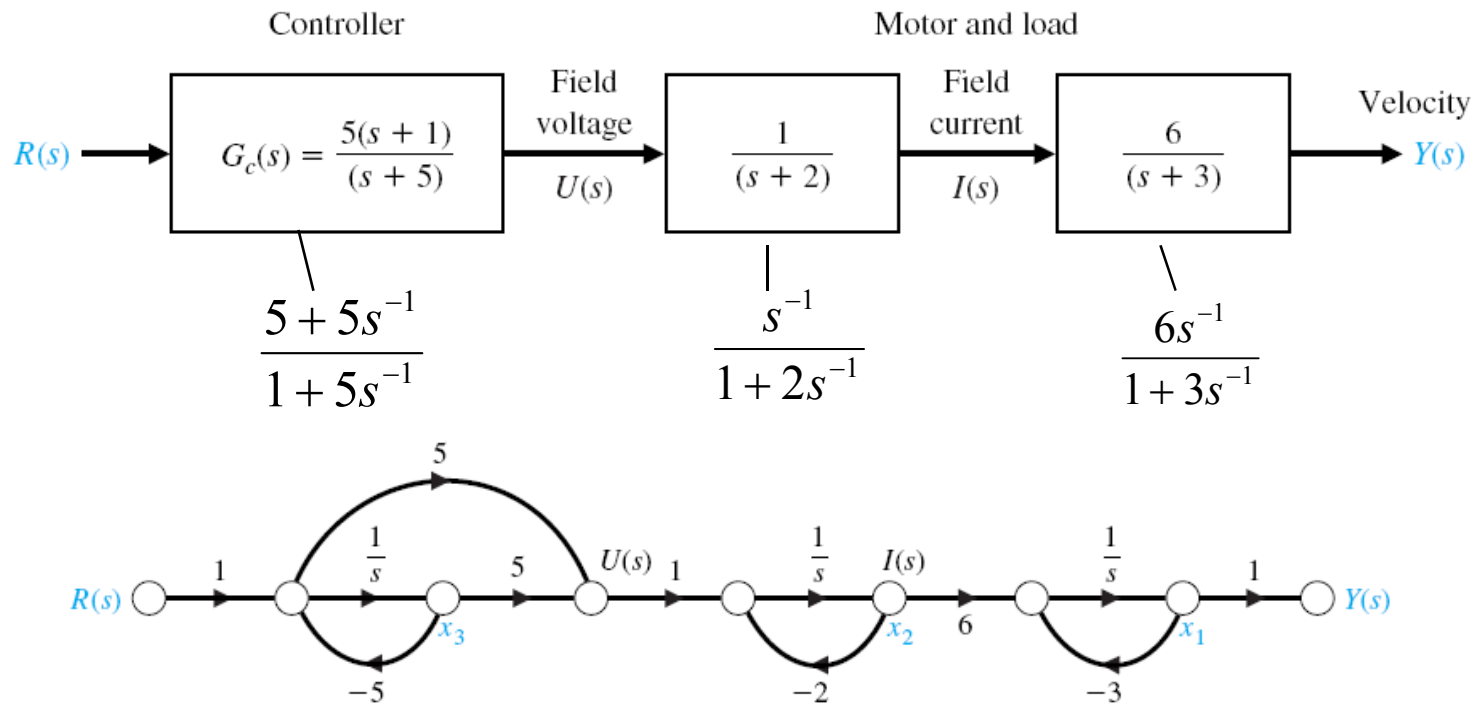 Controller
Motor and load
R(s)
G_c(s) = 5(s + 1) / (s + 5)
Field voltage
U(s)
1 / (s + 2)
Field current
I(s)
6 / (s + 3)
Velocity
Y(s)
(5 + 5s⁻¹) / (1 + 5s⁻¹)
s⁻¹ / (1 + 2s⁻¹)
6s⁻¹ / (1 + 3s⁻¹)
5
R(s) 1 1/s 5 U(s) 1 1/s I(s) 6 1/s 1 Y(s)
x₃ x₂ x₁
−5 −2 −3